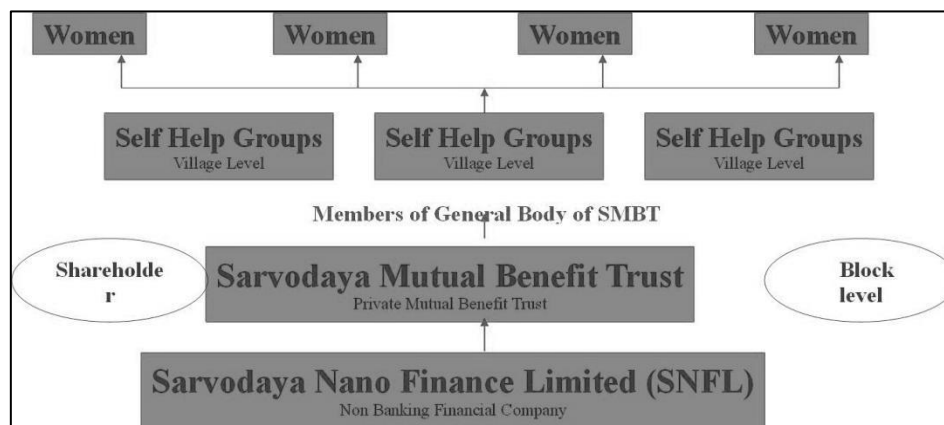 Women Women Women Women
Self Help Groups Self Help Groups Self Help Groups
Village Level Village Level Village Level
Members of General Body of SMBT
Shareholde
r
Sarvodaya Mutual Benefit Trust
Private Mutual Benefit Trust
Block
level
Sarvodaya Nano Finance Limited (SNFL)
Non Banking Financial Company